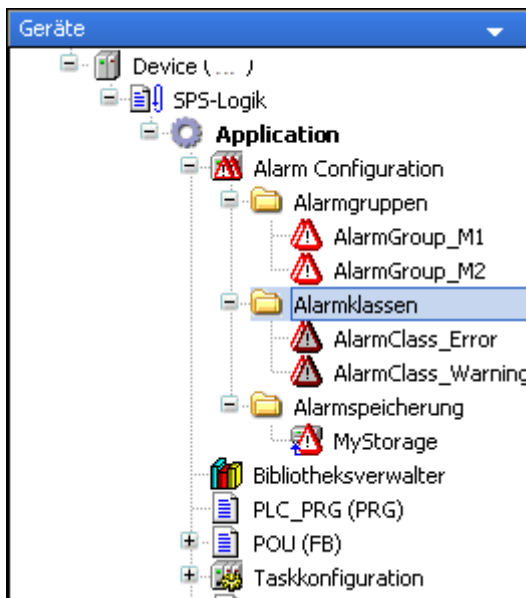 Geräte
Device (... )
SPS-Logik
Application
Alarm Configuration
Alarmgruppen
AlarmGroup_M1
AlarmGroup_M2
Alarmklassen
AlarmClass_Error
AlarmClass_Warning
Alarmspeicherung
MyStorage
Bibliotheksverwalter
PLC_PRG (PRG)
POU (FB)
Taskkonfiguration